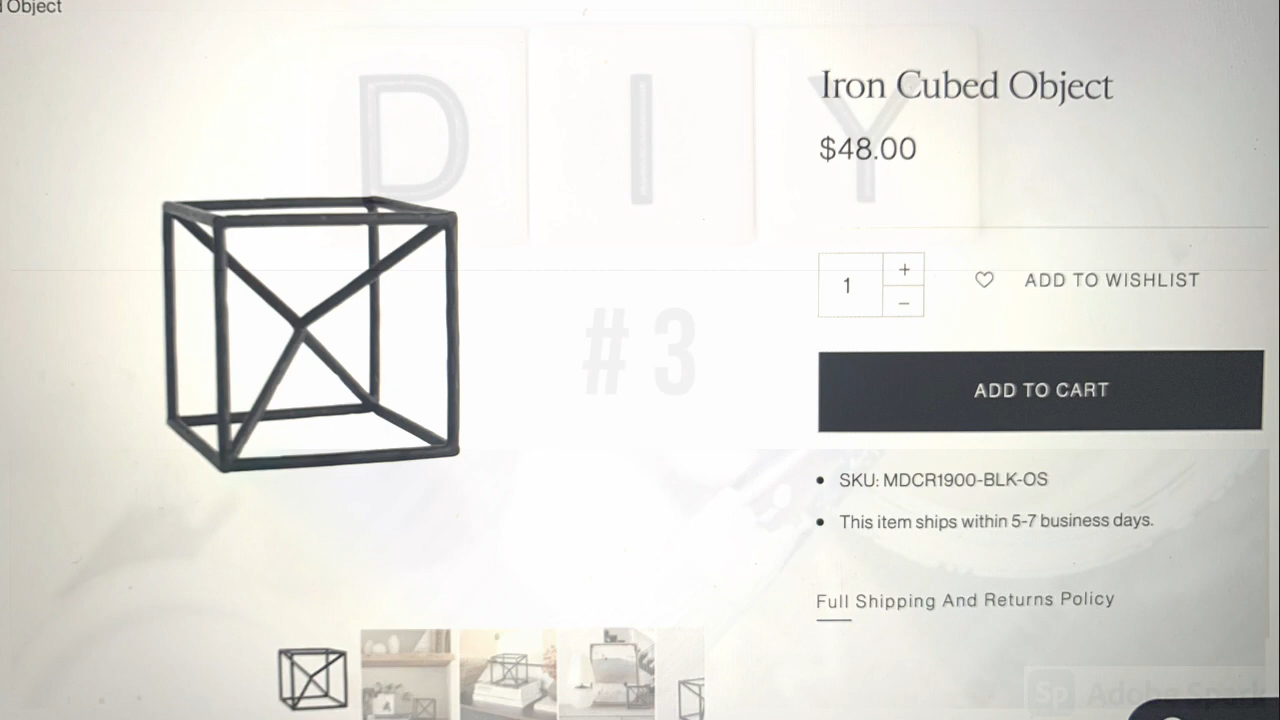 Object
D I Y
Iron Cubed Object
$48.00
1
+
−
ADD TO WISHLIST
# 3
ADD TO CART
SKU: MDCR1900-BLK-OS
This item ships within 5-7 business days.
Full Shipping And Returns Policy
Sp Adobe Spark